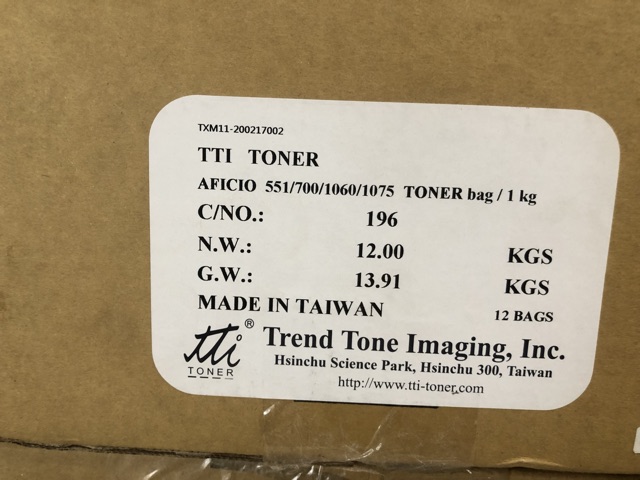 TXM11-200217002
TTI TONER
AFICIO 551/700/1060/1075 TONER bag / 1 kg
C/NO.: 196
N.W.: 12.00 KGS
G.W.: 13.91 KGS
MADE IN TAIWAN 12 BAGS
tti ® Trend Tone Imaging, Inc.
TONER Hsinchu Science Park, Hsinchu 300, Taiwan
http://www.tti-toner.com